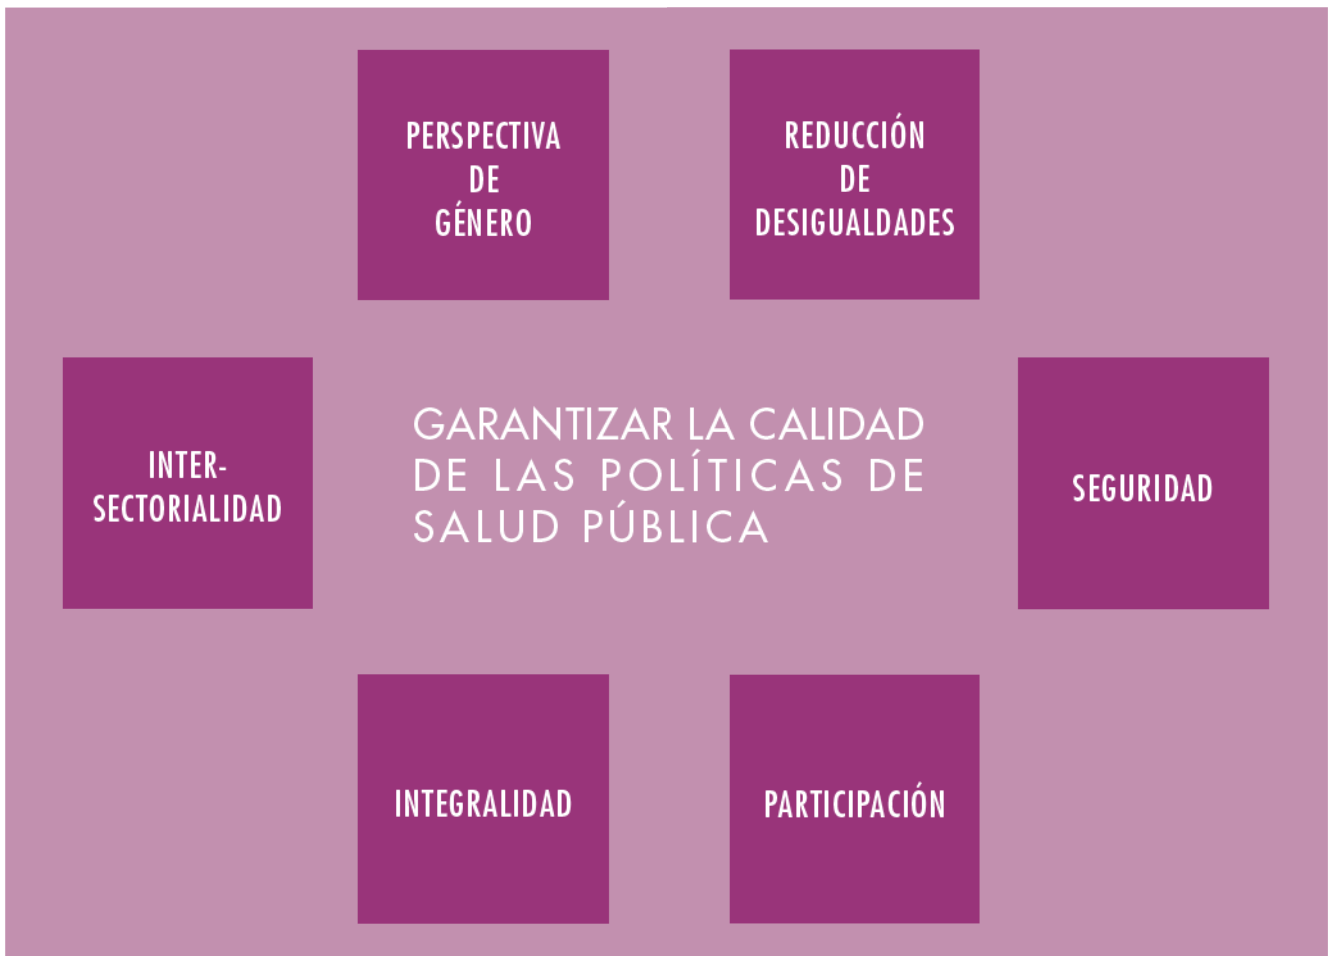 PERSPECTIVA
DE
GÉNERO
REDUCCIÓN
DE
DESIGUALDADES
INTER-
SECTORIALIDAD
GARANTIZAR LA CALIDAD
DE LAS POLÍTICAS DE
SALUD PÚBLICA
SEGURIDAD
INTEGRALIDAD
PARTICIPACIÓN